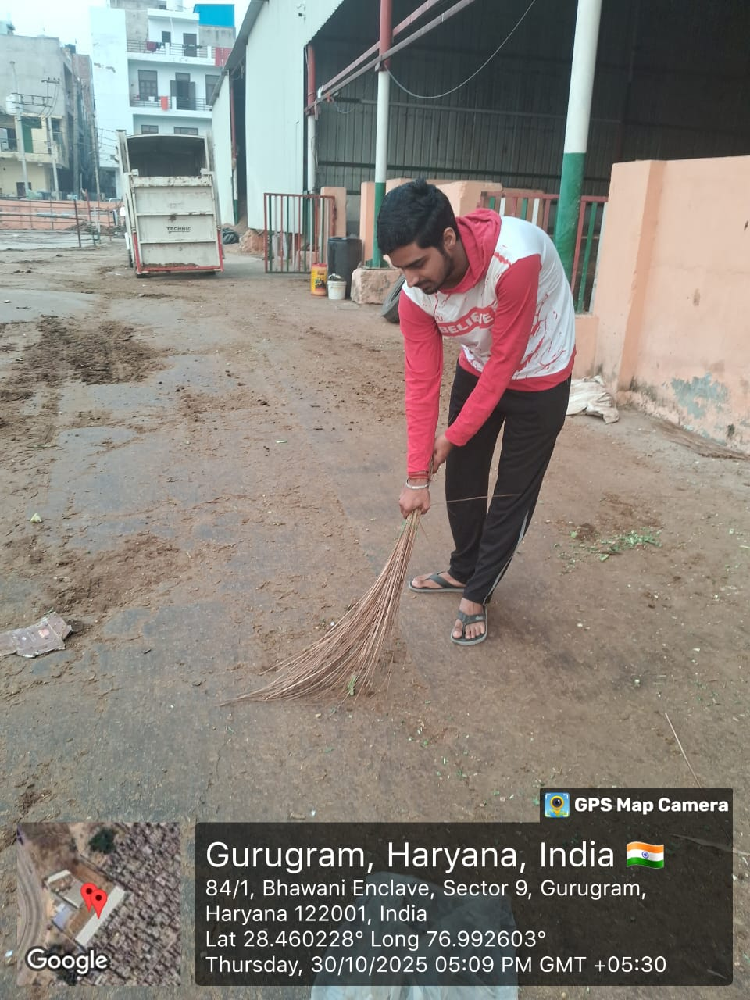 TECHNIC
BELIEVE
GPS Map Camera
Gurugram, Haryana, India
84/1, Bhawani Enclave, Sector 9, Gurugram,
Haryana 122001, India
Lat 28.460228° Long 76.992603°
Thursday, 30/10/2025 05:09 PM GMT +05:30
Google